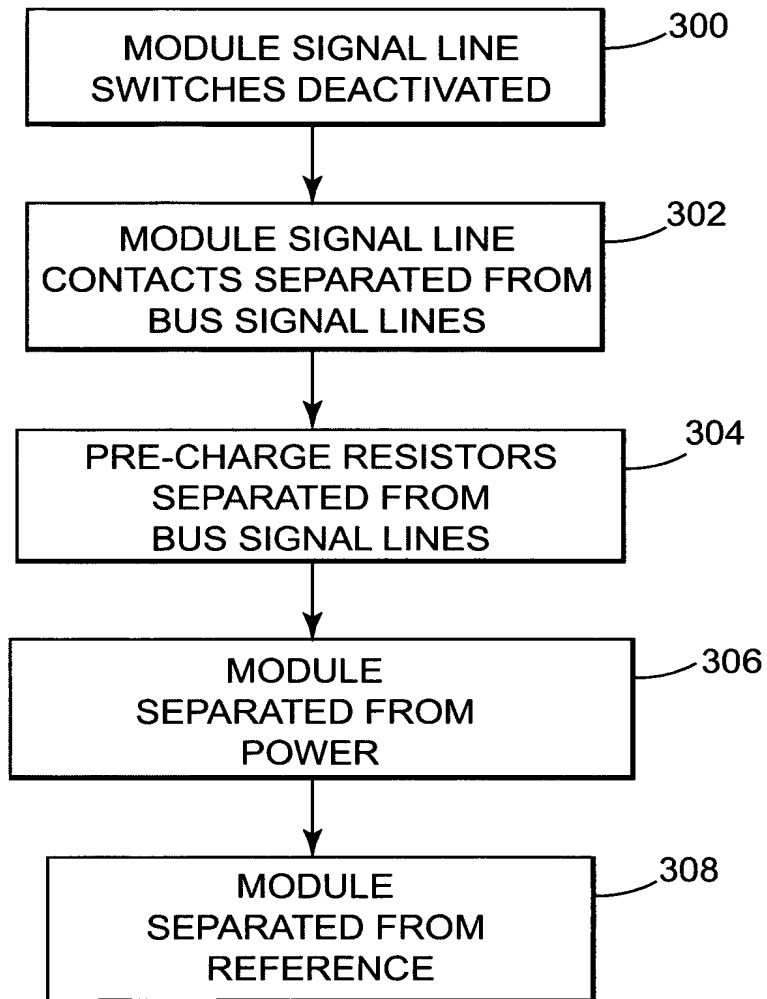 MODULE SIGNAL LINE
SWITCHES DEACTIVATED
300
MODULE SIGNAL LINE
CONTACTS SEPARATED FROM
BUS SIGNAL LINES
302
PRE-CHARGE RESISTORS
SEPARATED FROM
BUS SIGNAL LINES
304
MODULE
SEPARATED FROM
POWER
306
MODULE
SEPARATED FROM
REFERENCE
308